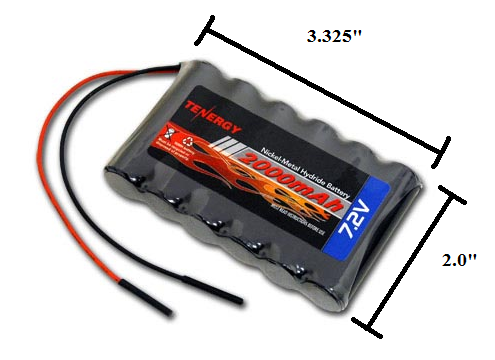 3.325"
TENERGY
Nickel-Metal Hydride Battery
2000mAh
7.2V
2.0"